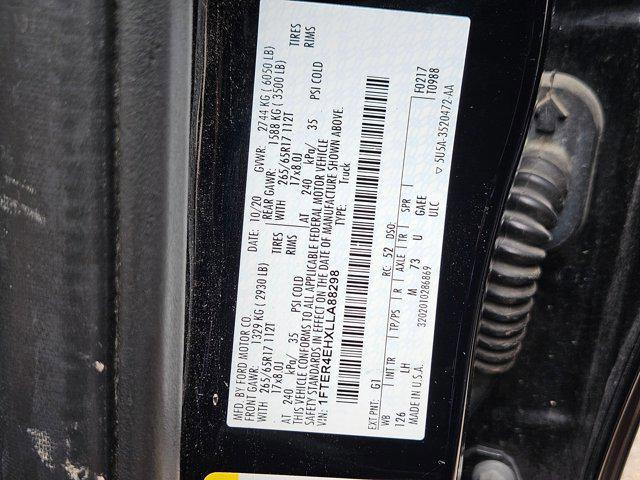 MFD. BY FORD MOTOR CO.
DATE: 10/20
GVWR: 2744 KG ( 6050 LB)
FRONT GAWR: 1329 KG ( 2930 LB)
REAR GAWR: 1588 KG ( 3500 LB)
WITH 265/65R17 112T TIRES
WITH 265/65R17 112T TIRES
17x8.0J RIMS
17x8.0J RIMS
AT 240 kPa/ 35 PSI COLD
AT 240 kPa/ 35 PSI COLD
THIS VEHICLE CONFORMS TO ALL APPLICABLE FEDERAL MOTOR VEHICLE
SAFETY STANDARDS IN EFFECT ON THE DATE OF MANUFACTURE SHOWN ABOVE.
VIN: 1FTER4EHXLLA88298
TYPE: Truck
EXT PNT: G1 RC: 52 DSO: F0217
T0988
WB INT TR TP/PS R AXLE TR SPR
126 LH M 73 U GAEE
MADE IN U.S.A. 3202010286869 ULC
▽ 5U5A-3520472-AA